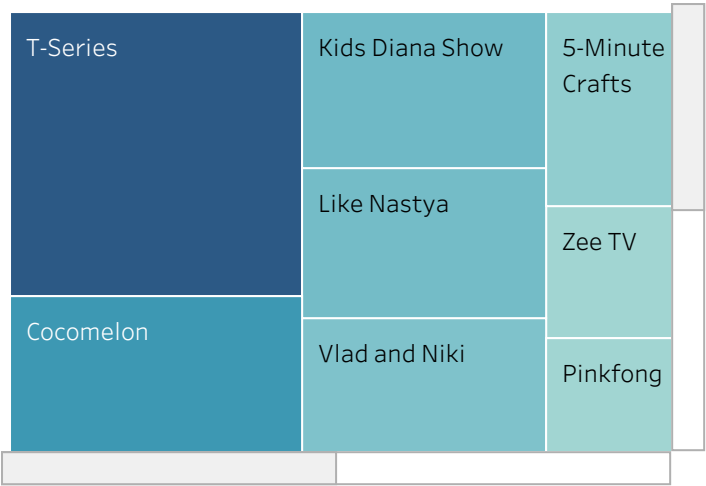 T-Series
Cocomelon
Kids Diana Show
Like Nastya
Vlad and Niki
5-Minute
Crafts
Zee TV
Pinkfong